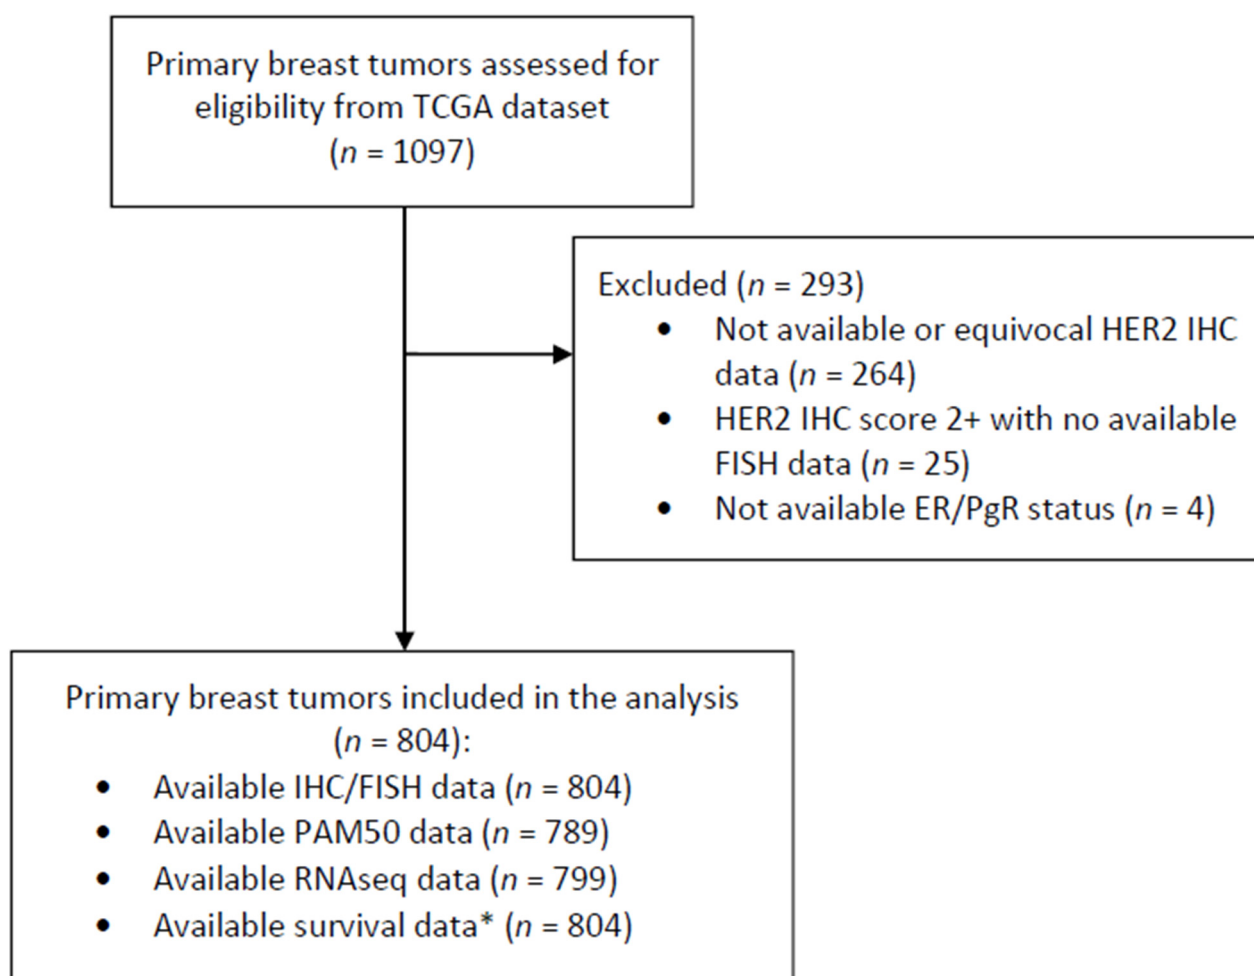 Primary breast tumors assessed for
eligibility from TCGA dataset
(n = 1097)
Excluded (n = 293)
• Not available or equivocal HER2 IHC
data (n = 264)
• HER2 IHC score 2+ with no available
FISH data (n = 25)
• Not available ER/PgR status (n = 4)
Primary breast tumors included in the analysis
(n = 804):
• Available IHC/FISH data (n = 804)
• Available PAM50 data (n = 789)
• Available RNAseq data (n = 799)
• Available survival data* (n = 804)